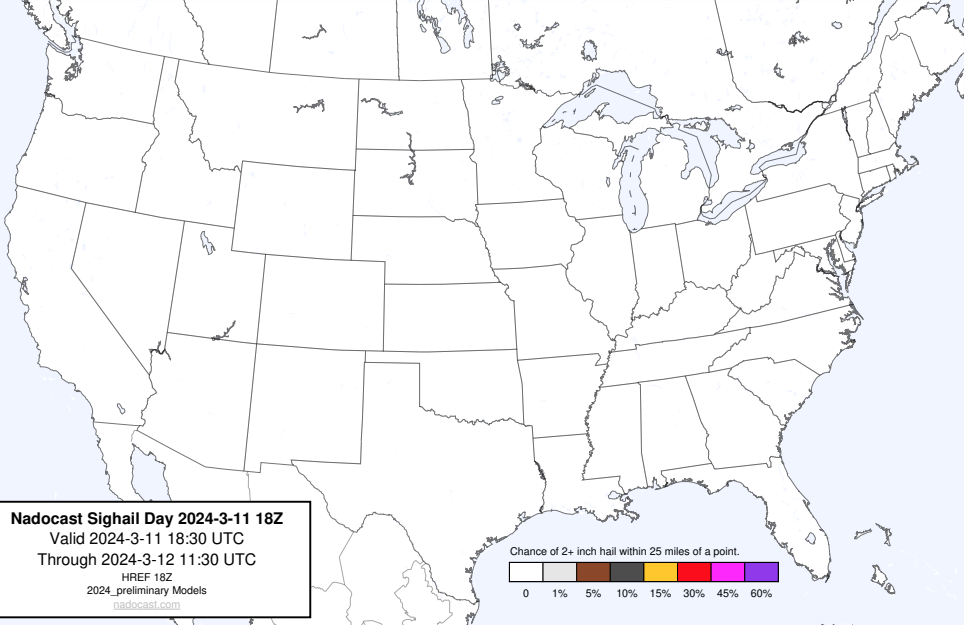 Nadocast Sighail Day 2024-3-11 18Z
Valid 2024-3-11 18:30 UTC
Through 2024-3-12 11:30 UTC
HREF 18Z
2024_preliminary Models
nadocast.com
Chance of 2+ inch hail within 25 miles of a point.
0 1% 5% 10% 15% 30% 45% 60%